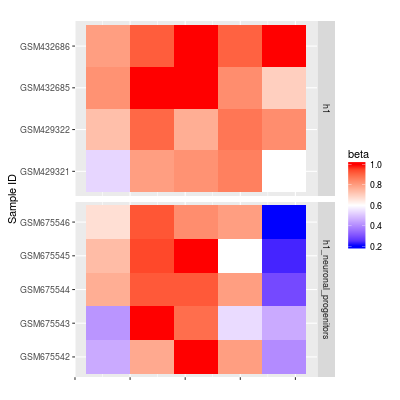 Sample ID
GSM432686
GSM432685
GSM429322
GSM429321
h1
GSM675546
GSM675545
GSM675544
GSM675543
GSM675542
h1_neuronal_progenitors
beta
1.0
0.8
0.6
0.4
0.2